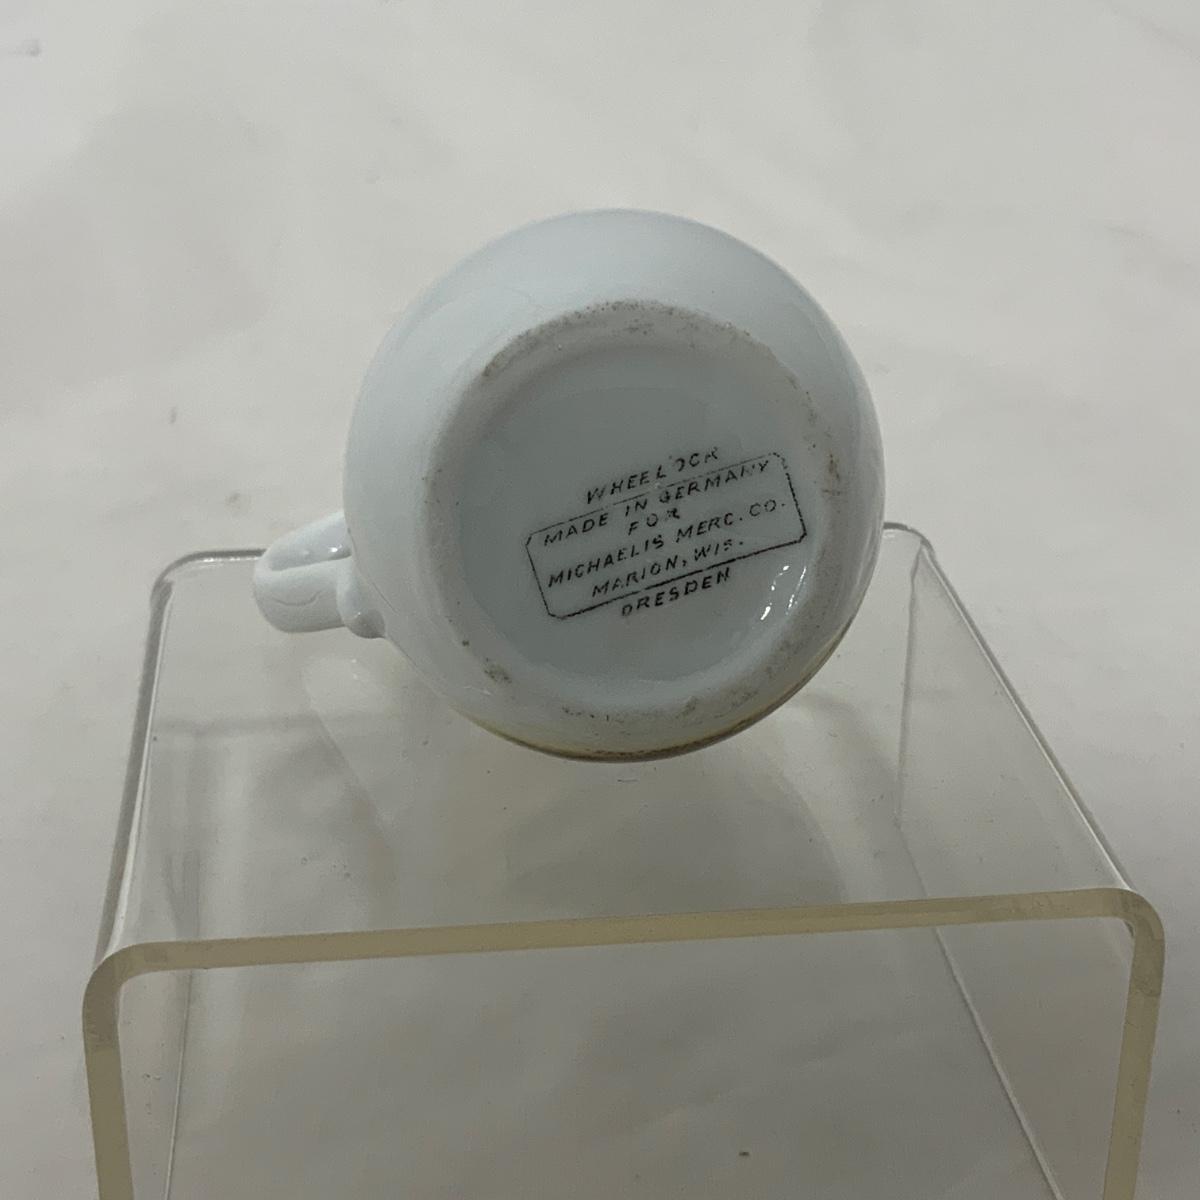 WHEELOCK
MADE IN GERMANY
FOR
MICHAELIS MERC. CO.
MARION, WIS.
DRESDEN